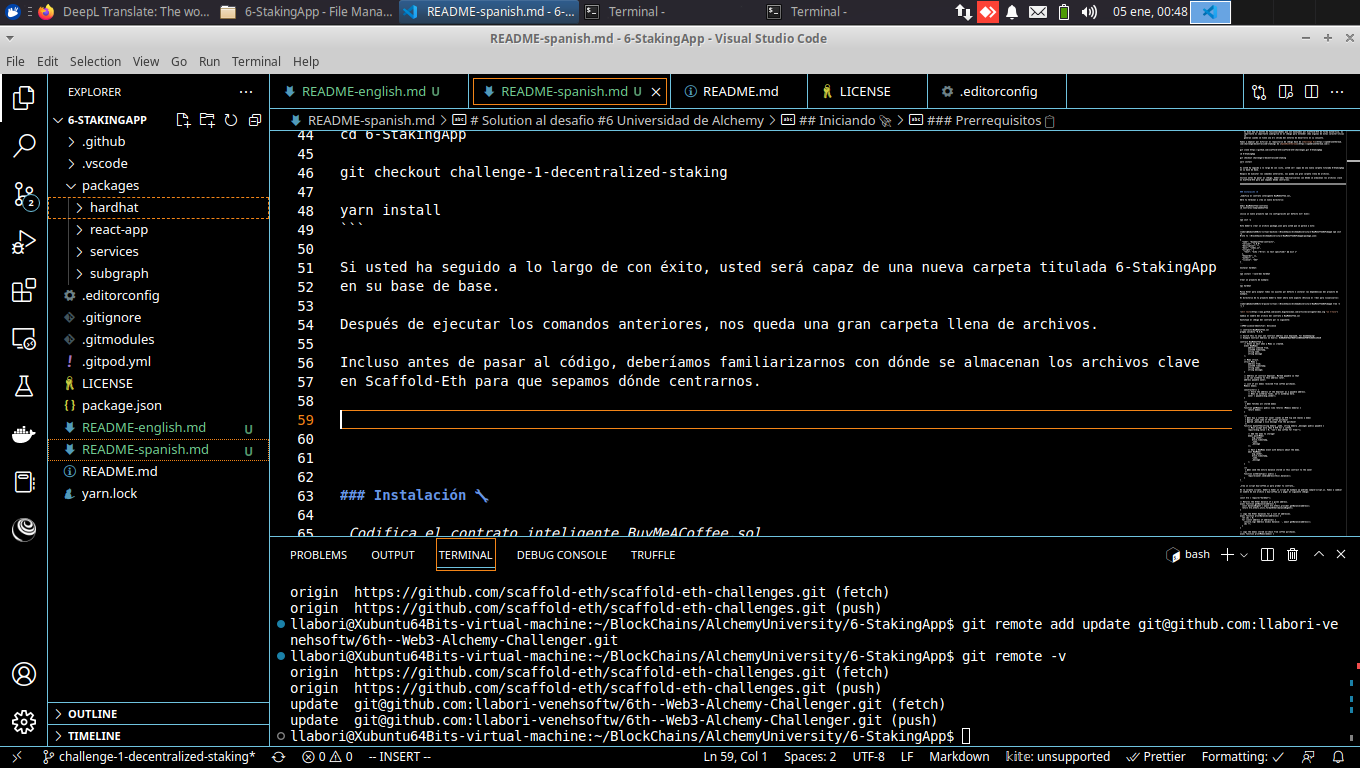 DeepL Translate: The wo...
6-StakingApp - File Mana...
README-spanish.md - 6-...
Terminal -
Terminal -
05 ene, 00:48
README-spanish.md - 6-StakingApp - Visual Studio Code
File Edit Selection View Go Run Terminal Help
EXPLORER
README-english.md U
README-spanish.md U
README.md
LICENSE
.editorconfig
6-STAKINGAPP
README-spanish.md > # Solution al desafio #6 Universidad de Alchemy > ## Iniciando > ### Prerrequisitos
.github
.vscode
packages
hardhat
react-app
services
subgraph
.editorconfig
.gitignore
.gitmodules
.gitpod.yml
LICENSE
package.json
README-english.md U
README-spanish.md U
README.md
yarn.lock
OUTLINE
TIMELINE
2
44 cd 6-StakingApp
45
46 git checkout challenge-1-decentralized-staking
47
48 yarn install
49 ```
50
51 Si usted ha seguido a lo largo de con éxito, usted será capaz de una nueva carpeta titulada 6-StakingApp
52 en su base de base.
53
54 Después de ejecutar los comandos anteriores, nos queda una gran carpeta llena de archivos.
55
56 Incluso antes de pasar al código, deberíamos familiarizarnos con dónde se almacenan los archivos clave
57 en Scaffold-Eth para que sepamos dónde centrarnos.
58
59
60
61
62
63 ### Instalación 🔧
64
65 _Codifica el contrato inteligente BuyMeACoffee.sol_
PROBLEMS OUTPUT TERMINAL DEBUG CONSOLE TRUFFLE
bash
origin https://github.com/scaffold-eth/scaffold-eth-challenges.git (fetch)
origin https://github.com/scaffold-eth/scaffold-eth-challenges.git (push)
llabori@Xubuntu64Bits-virtual-machine:~/BlockChains/AlchemyUniversity/6-StakingApp$ git remote add update git@github.com:llabori-ve
nehsoftw/6th--Web3-Alchemy-Challenger.git
llabori@Xubuntu64Bits-virtual-machine:~/BlockChains/AlchemyUniversity/6-StakingApp$ git remote -v
origin https://github.com/scaffold-eth/scaffold-eth-challenges.git (fetch)
origin https://github.com/scaffold-eth/scaffold-eth-challenges.git (push)
update git@github.com:llabori-venehsoftw/6th--Web3-Alchemy-Challenger.git (fetch)
update git@github.com:llabori-venehsoftw/6th--Web3-Alchemy-Challenger.git (push)
llabori@Xubuntu64Bits-virtual-machine:~/BlockChains/AlchemyUniversity/6-StakingApp$
challenge-1-decentralized-staking* 0 0 -- INSERT -- Ln 59, Col 1 Spaces: 2 UTF-8 LF Markdown kite: unsupported Prettier Formatting: ✓